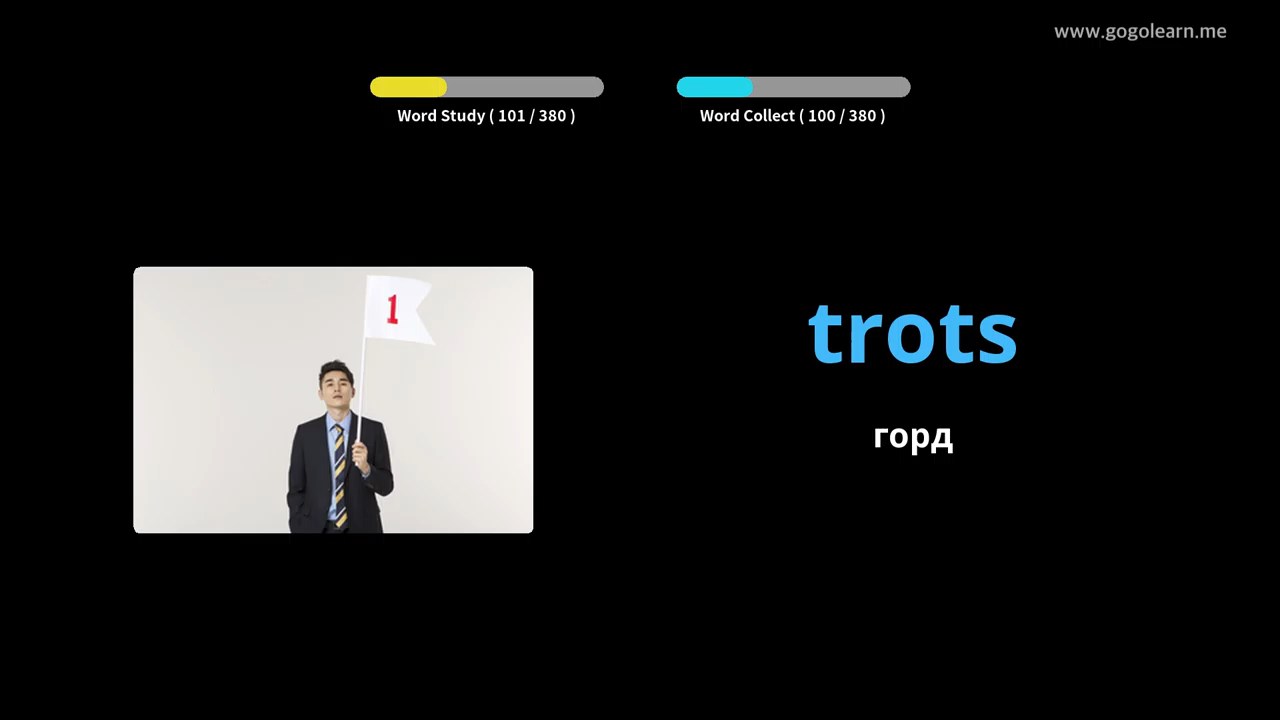 www.gogolearn.me
Word Study ( 101 / 380 )
Word Collect ( 100 / 380 )
1
trots
горд